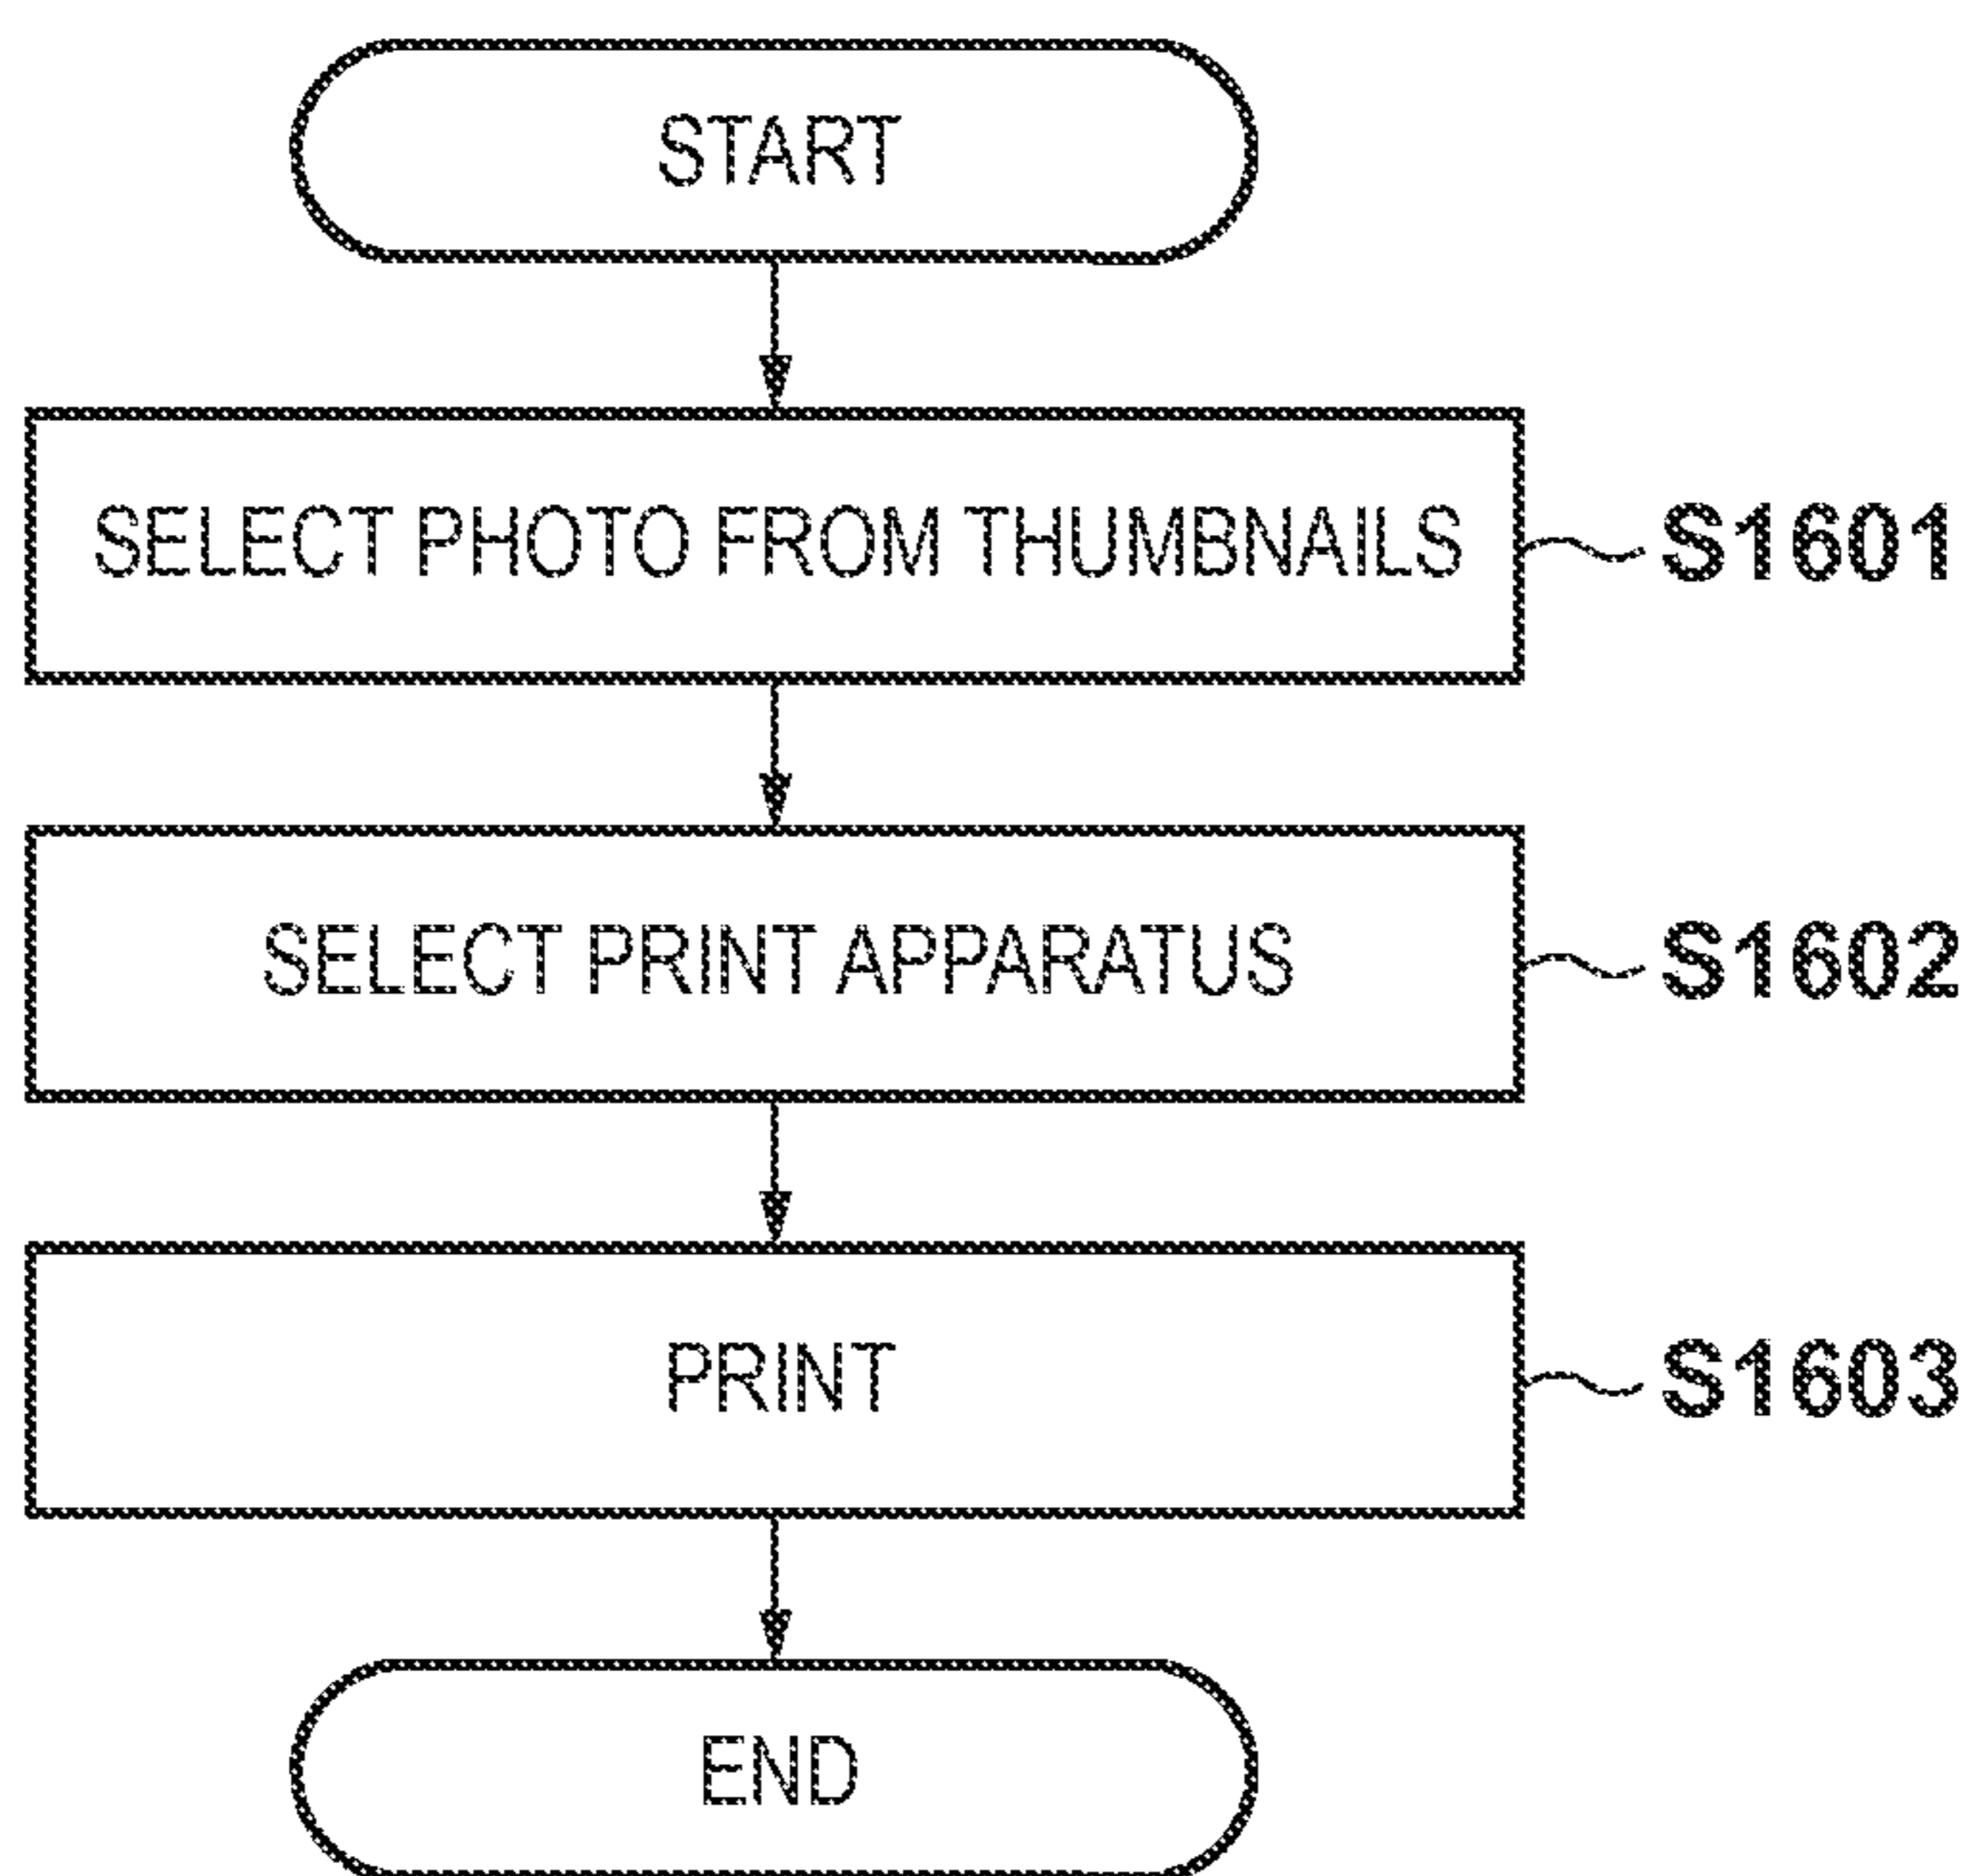 START
SELECT PHOTO FROM THUMBNAILS S1601
SELECT PRINT APPARATUS S1602
PRINT S1603
END